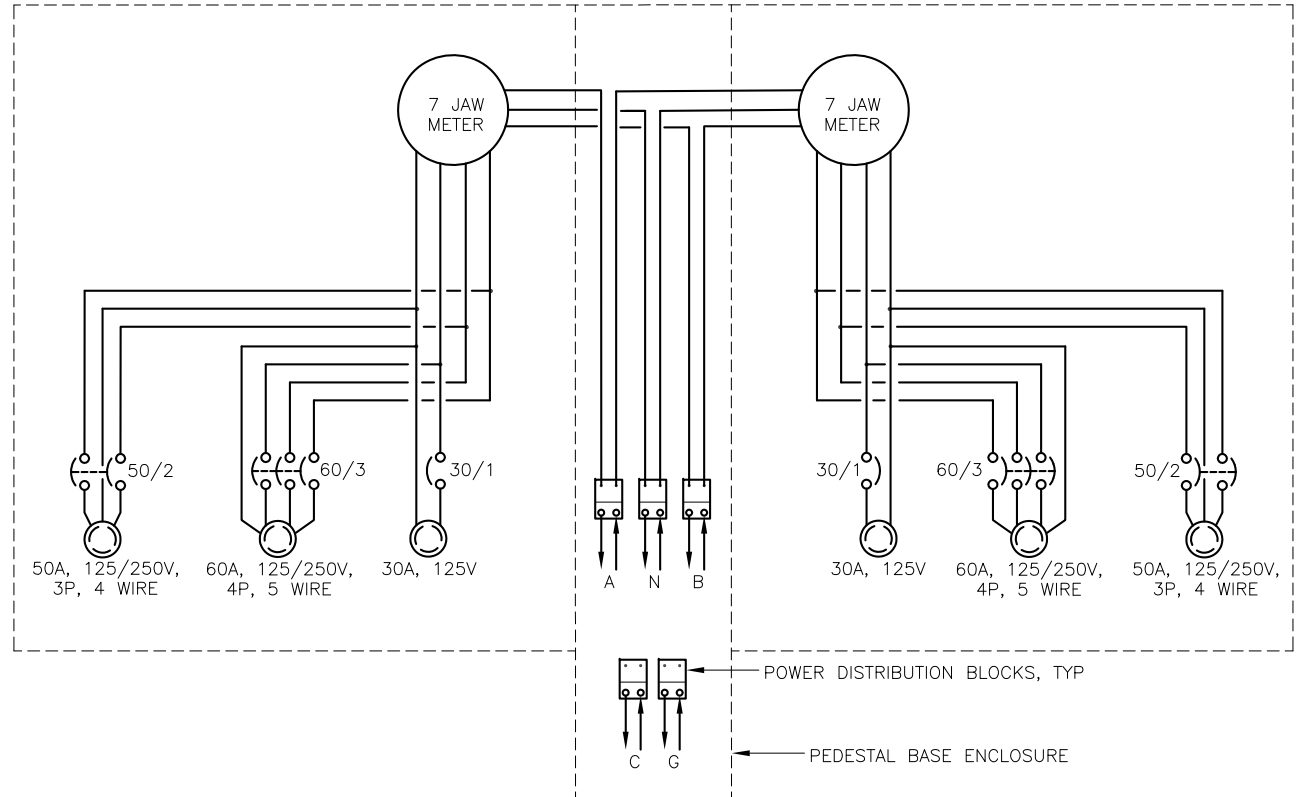 7 JAW
METER
7 JAW
METER
50/2
60/3
30/1
30/1
60/3
50/2
50A, 125/250V,
3P, 4 WIRE
60A, 125/250V,
4P, 5 WIRE
30A, 125V
A
N
B
30A, 125V
60A, 125/250V,
4P, 5 WIRE
50A, 125/250V,
3P, 4 WIRE
POWER DISTRIBUTION BLOCKS, TYP
C
G
PEDESTAL BASE ENCLOSURE